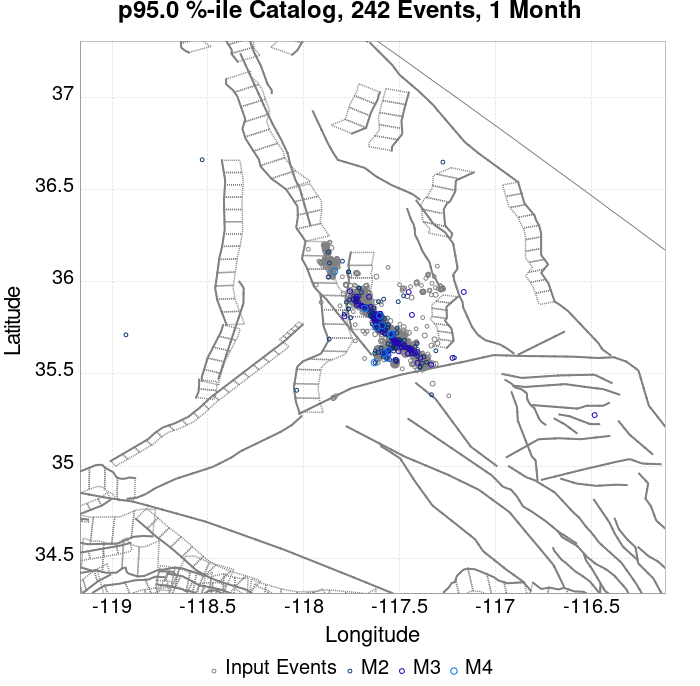 p95.0 %-ile Catalog, 242 Events, 1 Month
37
36.5
36
35.5
35
34.5
Latitude
-119
-118.5
-118
-117.5
-117
-116.5
Longitude
Input Events
M2
M3
M4